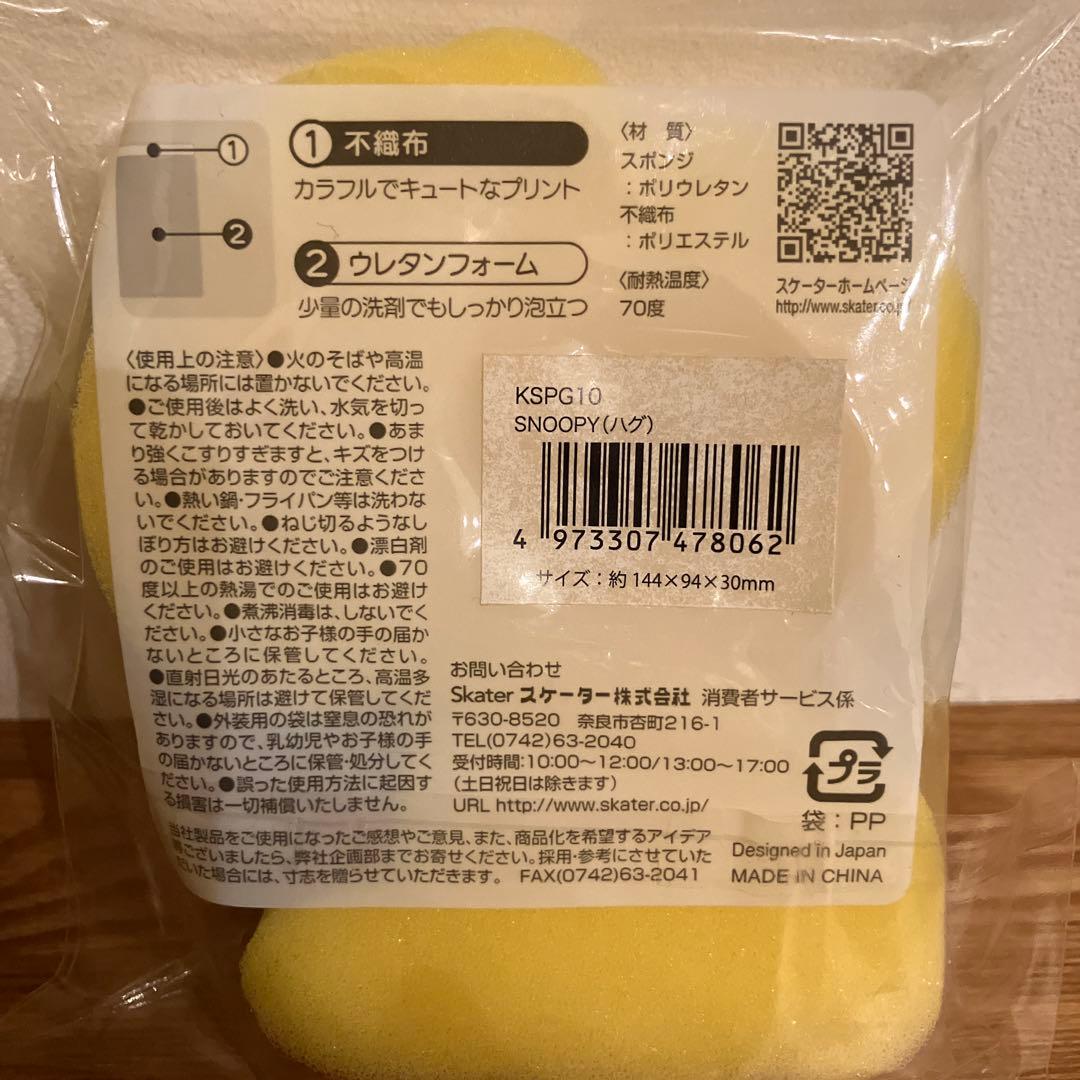 ①
②
① 不織布
カラフルでキュートなプリント
② ウレタンフォーム
少量の洗剤でもしっかり泡立つ
〈材 質〉
スポンジ
:ポリウレタン
不織布
:ポリエステル
〈耐熱温度〉
70度
スケーターホームページ
http://www.skater.co.jp/
〈使用上の注意〉●火のそばや高温
になる場所には置かないでください。
●ご使用後はよく洗い、水気を切っ
て乾かしておいてください。●あま
り強くこすりすぎますと、キズをつけ
る場合がありますのでご注意くださ
い。●熱い鍋・フライパン等は洗わな
いでください。●ねじ切るようなし
ぼり方はお避けください。●漂白剤
のご使用はお避けください。●70
度以上の熱湯でのご使用はお避け
ください。●煮沸消毒は、しないでく
ださい。●小さなお子様の手の届か
ないところに保管してください。
●直射日光のあたるところ、高温多
湿になる場所は避けて保管してくだ
さい。●外装用の袋は窒息の恐れが
ありますので、乳幼児やお子様の手
の届かないところに保管・処分してく
ださい。●誤った使用方法に起因す
る損害は一切補償いたしません。
KSPG10
SNOOPY(ハグ)
4 973307 478062
サイズ:約144×94×30mm
お問い合わせ
Skater スケーター株式会社 消費者サービス係
〒630-8520 奈良市杏町216-1
TEL(0742)63-2040
受付時間:10:00~12:00/13:00~17:00
(土日祝日は除きます)
URL http://www.skater.co.jp/
プラ
袋:PP
当社製品をご使用になったご感想やご意見、また、商品化を希望するアイデア
ございましたら、弊社企画部までお寄せください。採用・参考にさせていた
だいた場合には、寸志を贈らせていただきます。 FAX(0742)63-2041
Designed in Japan
MADE IN CHINA